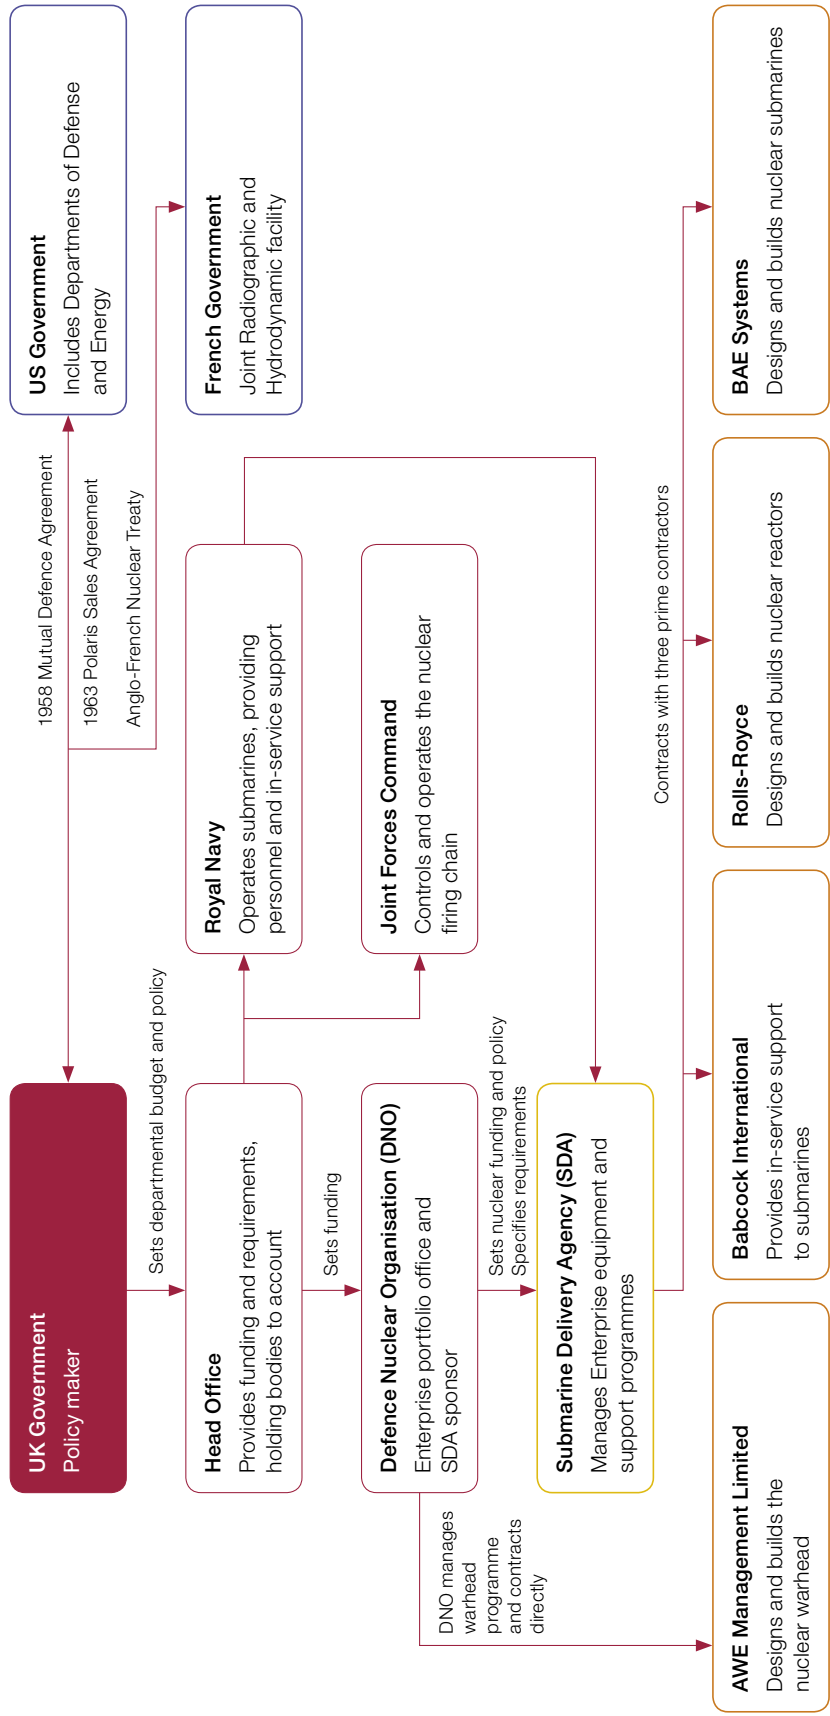 UK Government
Policy maker
1958 Mutual Defence Agreement
1963 Polaris Sales Agreement
Anglo-French Nuclear Treaty
US Government
Includes Departments of Defense
and Energy
Sets departmental budget and policy
Head Office
Provides funding and requirements,
holding bodies to account
Royal Navy
Operates submarines, providing
personnel and in-service support
French Government
Joint Radiographic and
Hydrodynamic facility
Sets funding
Defence Nuclear Organisation (DNO)
Enterprise portfolio office and
SDA sponsor
Joint Forces Command
Controls and operates the nuclear
firing chain
DNO manages
warhead
programme
and contracts
directly
Sets nuclear funding and policy
Specifies requirements
Submarine Delivery Agency (SDA)
Manages Enterprise equipment and
support programmes
Contracts with three prime contractors
AWE Management Limited
Designs and builds the
nuclear warhead
Babcock International
Provides in-service support
to submarines
Rolls-Royce
Designs and builds nuclear reactors
BAE Systems
Designs and builds nuclear submarines